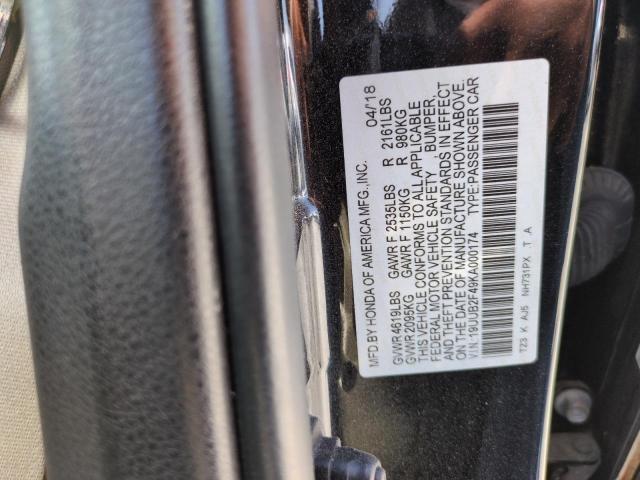 MFD.BY HONDA OF AMERICA MFG.,INC. 04/18
GVWR 4619LBS GAWR F 2535LBS R 2161LBS
GVWR 2095KG GAWR F 1150KG R 980KG
THIS VEHICLE CONFORMS TO ALL APPLICABLE
FEDERAL MOTOR VEHICLE SAFETY, BUMPER,
AND THEFT PREVENTION STANDARDS IN EFFECT
ON THE DATE OF MANUFACTURE SHOWN ABOVE.
VIN:19UUB2F49KA000174 TYPE:PASSENGER CAR
TZ3 K AJ5 NH731PX .T .A